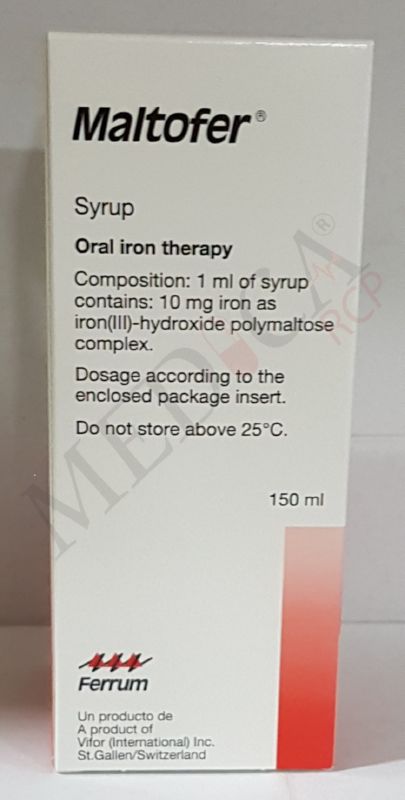 Maltofer®
Syrup
Oral iron therapy
Composition: 1 ml of syrup
contains: 10 mg iron as
iron(III)-hydroxide polymaltose
complex.
Dosage according to the
enclosed package insert.
Do not store above 25°C.
150 ml
Ferrum
Un producto de
A product of
Vifor (International) Inc.
St.Gallen/Switzerland
MEDICA®
RCP